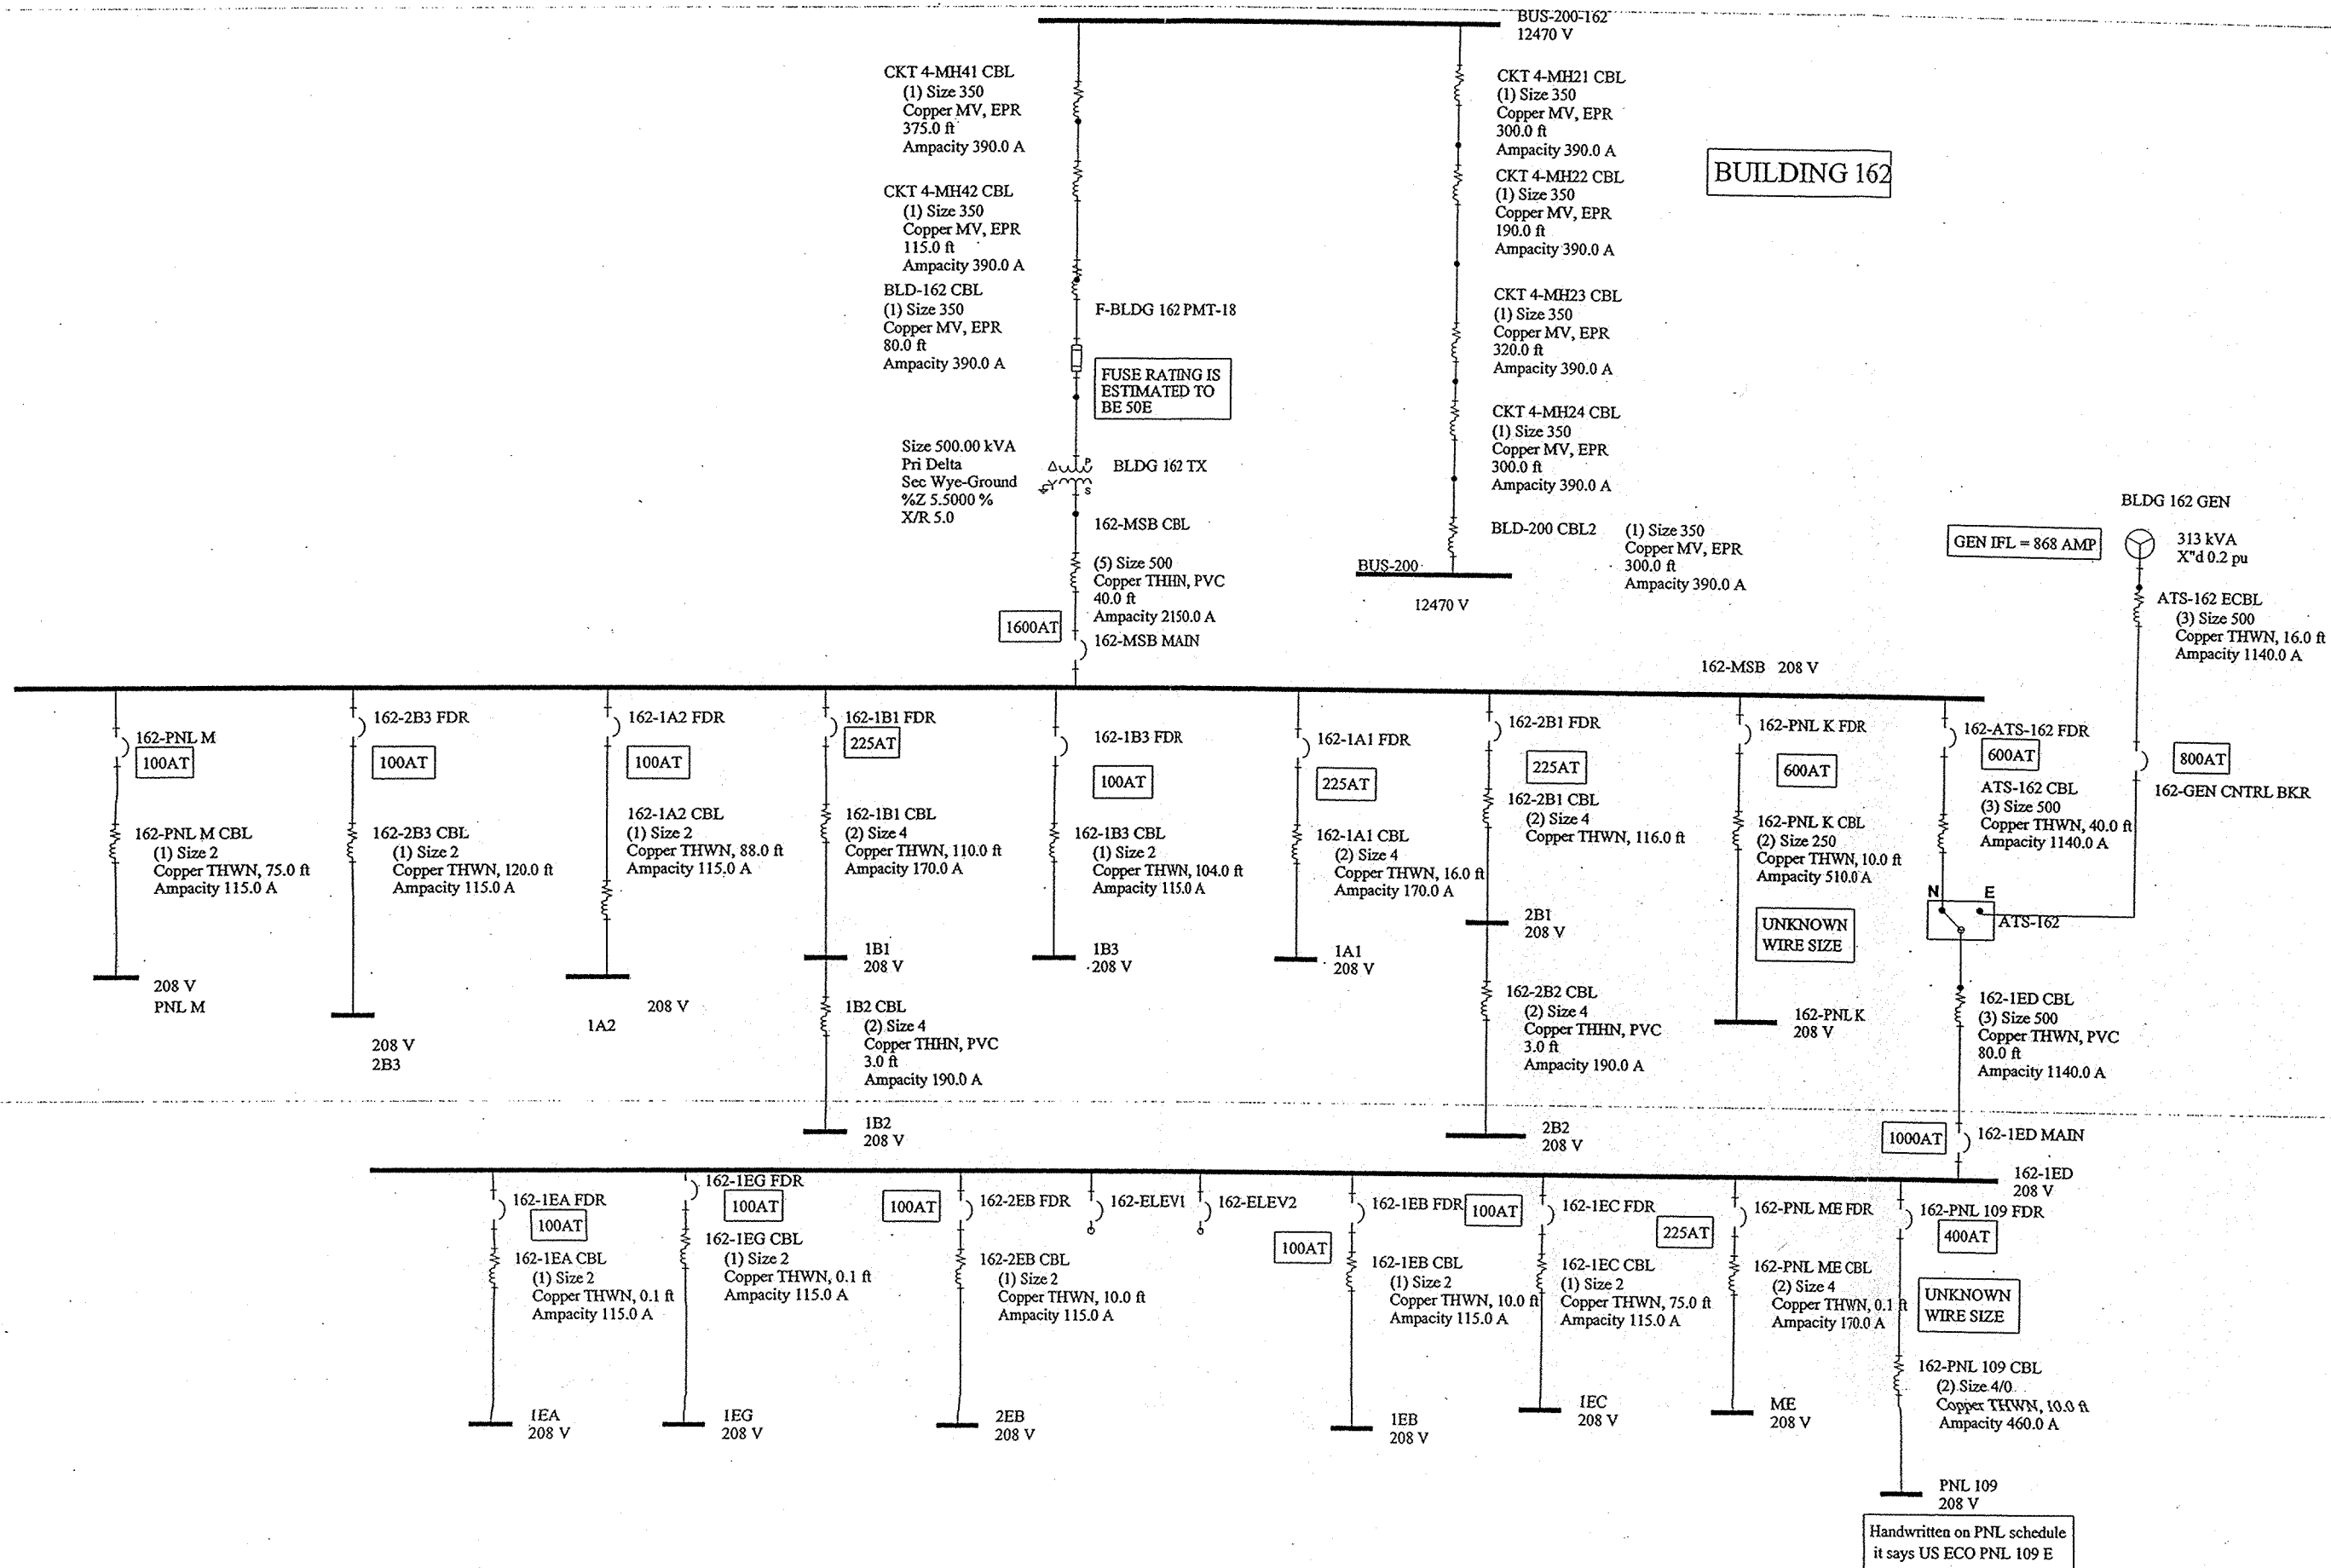 BUS-200-162
12470 V
CKT 4-MH41 CBL
(1) Size 350
Copper MV, EPR
375.0 ft
Ampacity 390.0 A
CKT 4-MH42 CBL
(1) Size 350
Copper MV, EPR
115.0 ft
Ampacity 390.0 A
BLD-162 CBL
(1) Size 350
Copper MV, EPR
80.0 ft
Ampacity 390.0 A
F-BLDG 162 PMT-18
FUSE RATING IS
ESTIMATED TO
BE 50E
Size 500.00 kVA
Pri Delta
Sec Wye-Ground
%Z 5.5000 %
X/R 5.0
P
S
BLDG 162 TX
162-MSB CBL
(5) Size 500
Copper THHN, PVC
40.0 ft
Ampacity 2150.0 A
1600AT
162-MSB MAIN
CKT 4-MH21 CBL
(1) Size 350
Copper MV, EPR
300.0 ft
Ampacity 390.0 A
CKT 4-MH22 CBL
(1) Size 350
Copper MV, EPR
190.0 ft
Ampacity 390.0 A
CKT 4-MH23 CBL
(1) Size 350
Copper MV, EPR
320.0 ft
Ampacity 390.0 A
CKT 4-MH24 CBL
(1) Size 350
Copper MV, EPR
300.0 ft
Ampacity 390.0 A
BLD-200 CBL2
(1) Size 350
Copper MV, EPR
300.0 ft
Ampacity 390.0 A
BUS-200
12470 V
BUILDING 162
BLDG 162 GEN
GEN IFL = 868 AMP
313 kVA
X"d 0.2 pu
ATS-162 ECBL
(3) Size 500
Copper THWN, 16.0 ft
Ampacity 1140.0 A
800AT
162-GEN CNTRL BKR
162-MSB 208 V
162-PNL M
100AT
162-PNL M CBL
(1) Size 2
Copper THWN, 75.0 ft
Ampacity 115.0 A
208 V
PNL M
162-2B3 FDR
100AT
162-2B3 CBL
(1) Size 2
Copper THWN, 120.0 ft
Ampacity 115.0 A
208 V
2B3
162-1A2 FDR
100AT
162-1A2 CBL
(1) Size 2
Copper THWN, 88.0 ft
Ampacity 115.0 A
208 V
1A2
162-1B1 FDR
225AT
162-1B1 CBL
(2) Size 4
Copper THWN, 110.0 ft
Ampacity 170.0 A
1B1
208 V
1B2 CBL
(2) Size 4
Copper THHN, PVC
3.0 ft
Ampacity 190.0 A
1B2
208 V
162-1B3 FDR
100AT
162-1B3 CBL
(1) Size 2
Copper THWN, 104.0 ft
Ampacity 115.0 A
1B3
208 V
162-1A1 FDR
225AT
162-1A1 CBL
(2) Size 4
Copper THWN, 16.0 ft
Ampacity 170.0 A
1A1
208 V
162-2B1 FDR
225AT
162-2B1 CBL
(2) Size 4
Copper THWN, 116.0 ft
2B1
208 V
162-2B2 CBL
(2) Size 4
Copper THHN, PVC
3.0 ft
Ampacity 190.0 A
2B2
208 V
162-PNL K FDR
600AT
162-PNL K CBL
(2) Size 250
Copper THWN, 10.0 ft
Ampacity 510.0 A
UNKNOWN
WIRE SIZE
162-PNL K
208 V
162-ATS-162 FDR
600AT
ATS-162 CBL
(3) Size 500
Copper THWN, 40.0 ft
Ampacity 1140.0 A
N E
ATS-162
162-1ED CBL
(3) Size 500
Copper THWN, PVC
80.0 ft
Ampacity 1140.0 A
1000AT
162-1ED MAIN
162-1ED
208 V
162-1EA FDR
100AT
162-1EA CBL
(1) Size 2
Copper THWN, 0.1 ft
Ampacity 115.0 A
1EA
208 V
162-1EG FDR
100AT
162-1EG CBL
(1) Size 2
Copper THWN, 0.1 ft
Ampacity 115.0 A
1EG
208 V
100AT
162-2EB FDR
162-2EB CBL
(1) Size 2
Copper THWN, 10.0 ft
Ampacity 115.0 A
2EB
208 V
162-ELEV1
162-ELEV2
162-1EB FDR
100AT
162-1EB CBL
(1) Size 2
Copper THWN, 10.0 ft
Ampacity 115.0 A
1EB
208 V
100AT
162-1EC FDR
162-1EC CBL
(1) Size 2
Copper THWN, 75.0 ft
Ampacity 115.0 A
1EC
208 V
225AT
162-PNL ME FDR
162-PNL ME CBL
(2) Size 4
Copper THWN, 0.1 ft
Ampacity 170.0 A
ME
208 V
162-PNL 109 FDR
400AT
UNKNOWN
WIRE SIZE
162-PNL 109 CBL
(2) Size 4/0
Copper THWN, 10.0 ft
Ampacity 460.0 A
PNL 109
208 V
Handwritten on PNL schedule
it says US ECO PNL 109 E